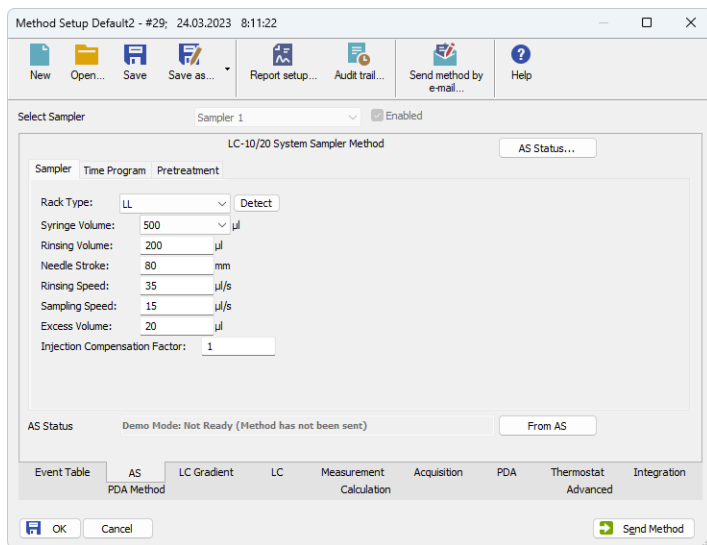 Method Setup Default2 - #29;  24.03.2023  8:11:22
New Open... Save Save as... Report setup... Audit trail... Send method by e-mail... Help
Select Sampler Sampler 1 Enabled
LC-10/20 System Sampler Method AS Status...
Sampler Time Program Pretreatment
Rack Type: LL Detect
Syringe Volume: 500 µl
Rinsing Volume: 200 µl
Needle Stroke: 80 mm
Rinsing Speed: 35 µl/s
Sampling Speed: 15 µl/s
Excess Volume: 20 µl
Injection Compensation Factor: 1
AS Status Demo Mode: Not Ready (Method has not been sent) From AS
Event Table AS LC Gradient LC Measurement Acquisition PDA Thermostat Integration
PDA Method Calculation Advanced
OK Cancel Send Method